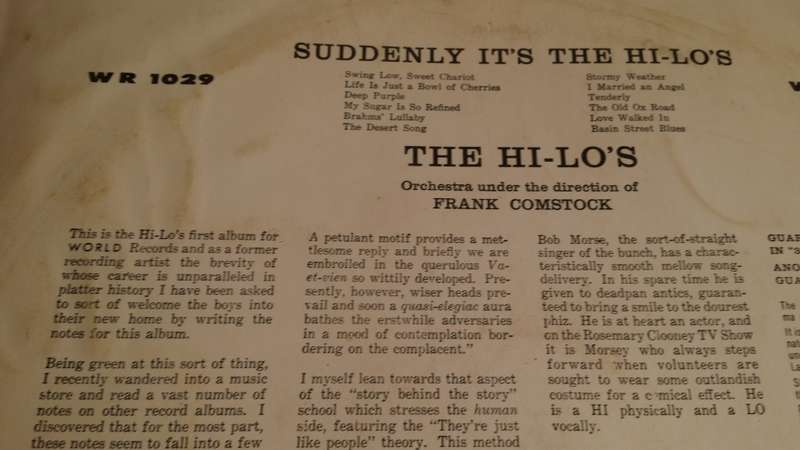 SUDDENLY IT'S THE HI-LO'S
WR 1029
Swing Low, Sweet Chariot
Life Is Just a Bowl of Cherries
Deep Purple
My Sugar Is So Refined
Brahms' Lullaby
The Desert Song
Stormy Weather
I Married an Angel
Tenderly
The Old Ox Road
Love Walked In
Basin Street Blues
THE HI-LO'S
Orchestra under the direction of
FRANK COMSTOCK
This is the Hi-Lo's first album for
WORLD Records and as a former
recording artist the brevity of
whose career is unparalleled in
platter history I have been asked
to sort of welcome the boys into
their new home by writing the
notes for this album.
Being green at this sort of thing,
I recently wandered into a music
store and read a vast number of
notes on other record albums. I
discovered that for the most part,
these notes seem to fall into a few
A petulant motif provides a met-
tlesome reply and briefly we are
embroiled in the querulous Va-
et-vien so wittily developed. Pre-
sently, however, wiser heads pre-
vail and soon a quasi-elegiac aura
bathes the erstwhile adversaries
in a mood of contemplation bor-
dering on the complacent."
I myself lean towards that aspect
of the "story behind the story"
school which stresses the human
side, featuring the "They're just
like people" theory. This method
Bob Morse, the sort-of-straight
singer of the bunch, has a charac-
teristically smooth mellow song-
delivery. In his spare time he is
given to deadpan antics, guaran-
teed to bring a smile to the dourest
phiz. He is at heart an actor, and
on the Rosemary Clooney TV Show
it is Morsey who always steps
forward when volunteers are
sought to wear some outlandish
costume for a comical effect. He
is a HI physically and a LO
vocally.
GUAR
IN "S
ANO
GUA
The
ma